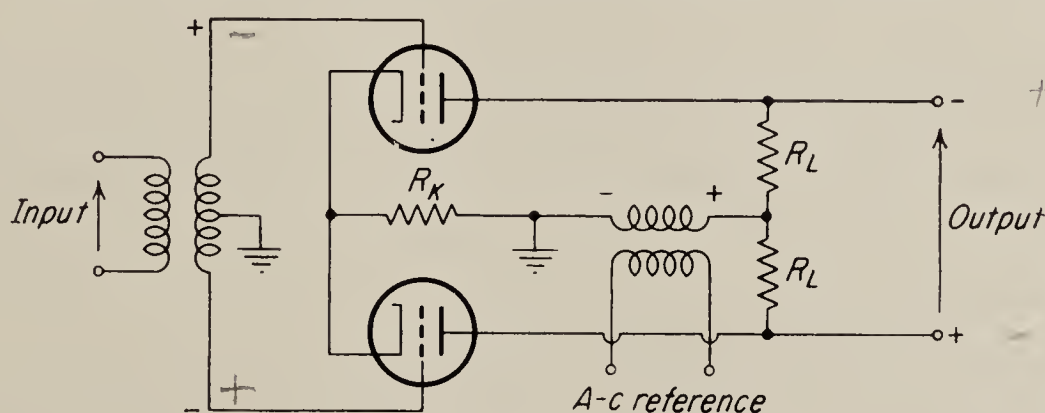 + -
- +
R_L
R_K
- +
Input
Output
R_L
+
- +
A-c reference